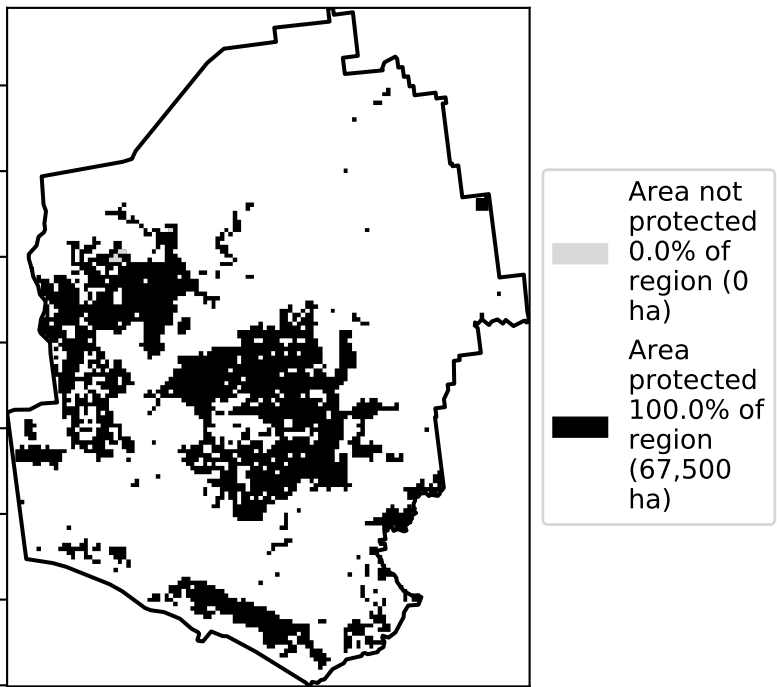 Area not
protected
0.0% of
region (0
ha)
Area
protected
100.0% of
region
(67,500
ha)